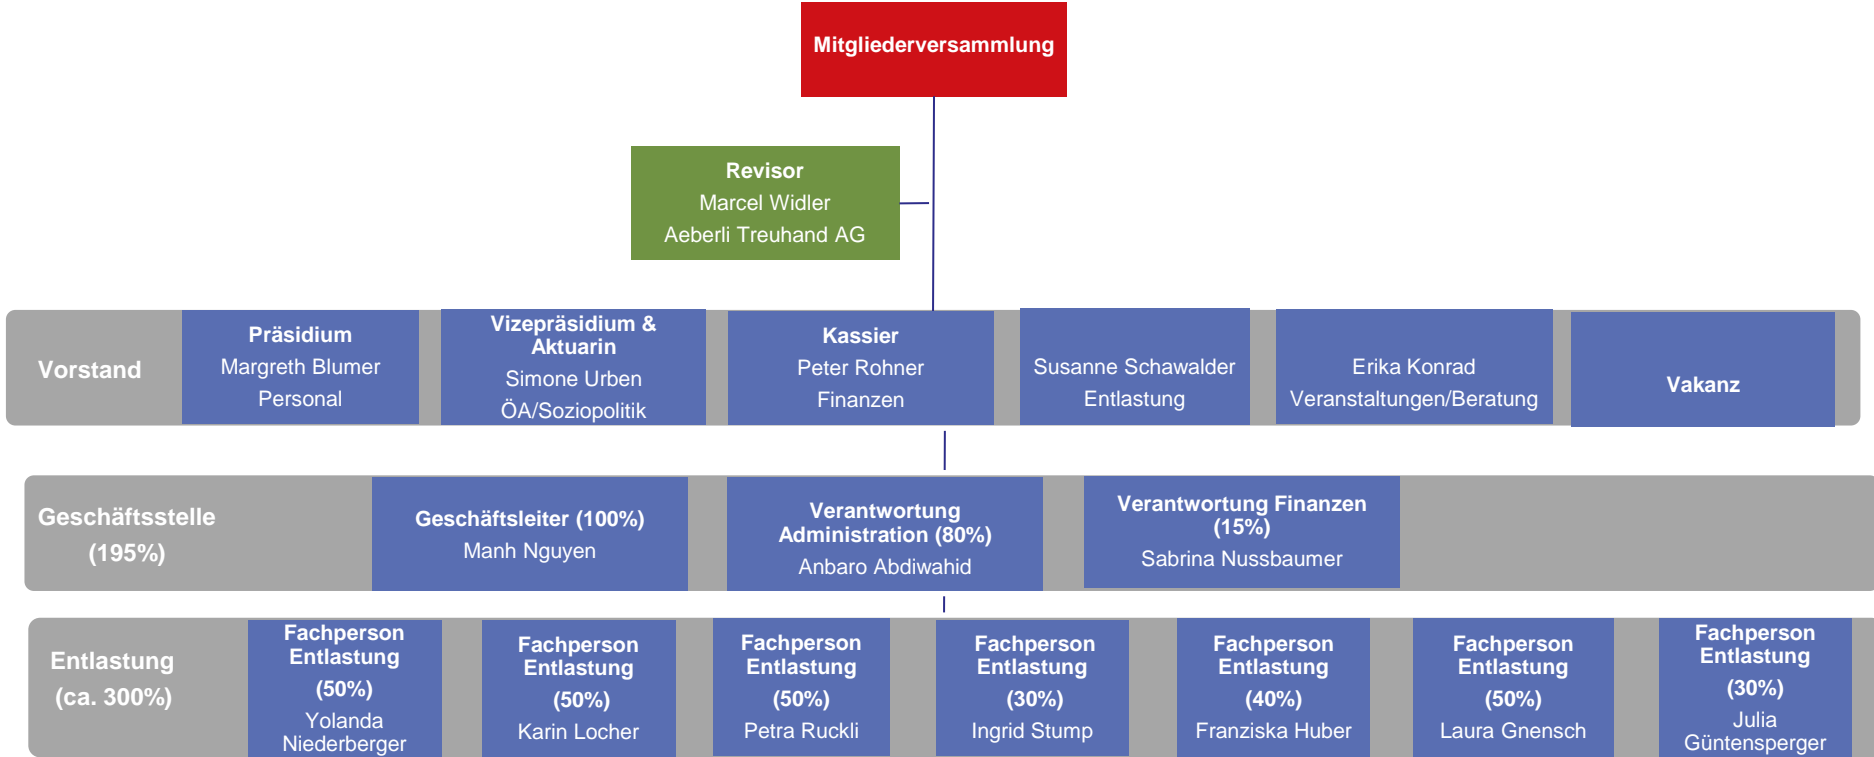 Mitgliederversammlung
Revisor
Marcel Widler
Aeberli Treuhand AG
Vorstand
Präsidium
Margreth Blumer
Personal
Vizepräsidium &
Aktuarin
Simone Urben
ÖA/Soziopolitik
Kassier
Peter Rohner
Finanzen
Susanne Schawalder
Entlastung
Erika Konrad
Veranstaltungen/Beratung
Vakanz
Geschäftsstelle
(195%)
Geschäftsleiter (100%)
Manh Nguyen
Verantwortung
Administration (80%)
Anbaro Abdiwahid
Verantwortung Finanzen
(15%)
Sabrina Nussbaumer
Entlastung
(ca. 300%)
Fachperson
Entlastung
(50%)
Yolanda
Niederberger
Fachperson
Entlastung
(50%)
Karin Locher
Fachperson
Entlastung
(50%)
Petra Ruckli
Fachperson
Entlastung
(30%)
Ingrid Stump
Fachperson
Entlastung
(40%)
Franziska Huber
Fachperson
Entlastung
(50%)
Laura Gnensch
Fachperson
Entlastung
(30%)
Julia
Güntensperger